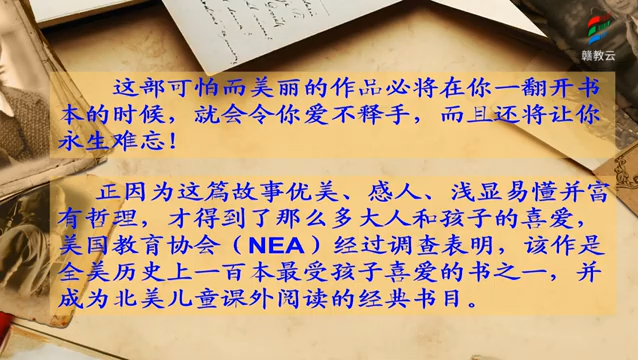 赣教云
这部可怕而美丽的作品必将在你一翻开书
本的时候，就会令你爱不释手，而且还将让你
永生难忘！
正因为这篇故事优美、感人、浅显易懂并富
有哲理，才得到了那么多大人和孩子的喜爱，
美国教育协会（NEA）经过调查表明，该作是
全美历史上一百本最受孩子喜爱的书之一，并
成为北美儿童课外阅读的经典书目。